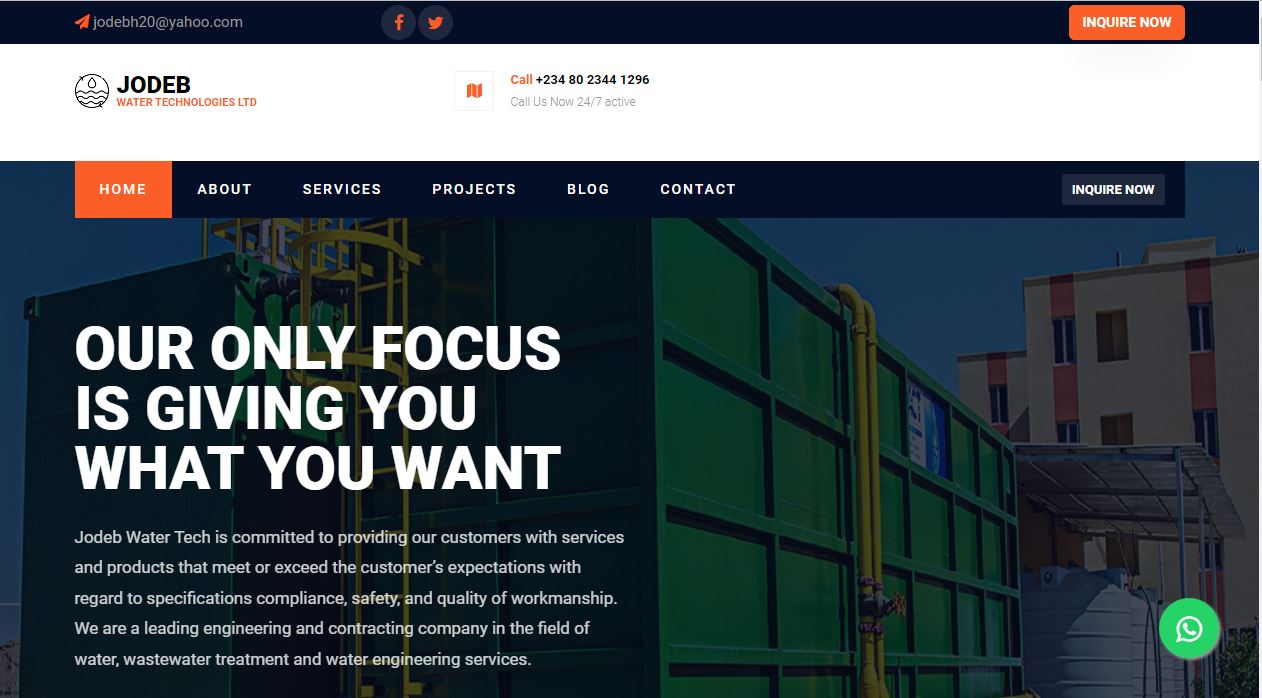 jodebh20@yahoo.com
INQUIRE NOW
JODEB
WATER TECHNOLOGIES LTD
Call +234 80 2344 1296
Call Us Now 24/7 active
HOME ABOUT SERVICES PROJECTS BLOG CONTACT
INQUIRE NOW
OUR ONLY FOCUS
IS GIVING YOU
WHAT YOU WANT
Jodeb Water Tech is committed to providing our customers with services
and products that meet or exceed the customer’s expectations with
regard to specifications compliance, safety, and quality of workmanship.
We are a leading engineering and contracting company in the field of
water, wastewater treatment and water engineering services.